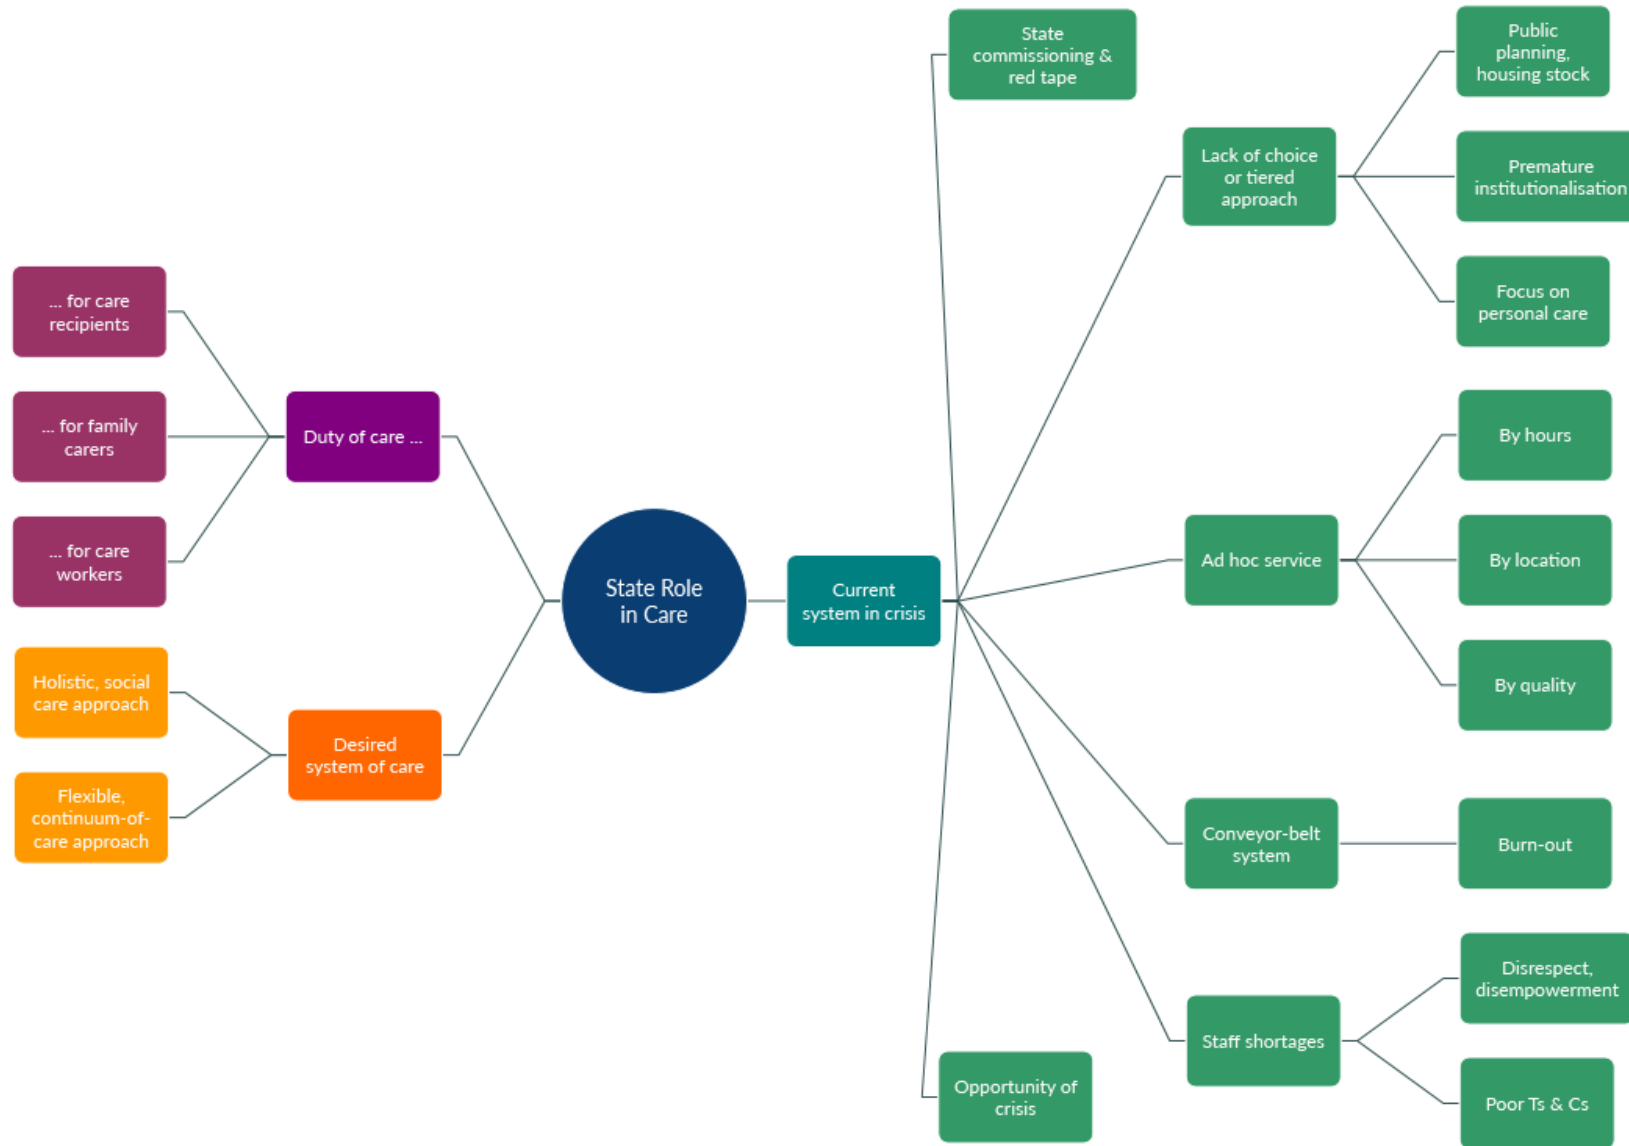 ... for care
recipients
... for family
carers
... for care
workers
Duty of care ...
Holistic, social
care approach
Flexible,
continuum-of-
care approach
Desired
system of care
State Role
in Care
Current
system in crisis
State
commissioning &
red tape
Lack of choice
or tiered
approach
Public
planning,
housing stock
Premature
institutionalisation
Focus on
personal care
Ad hoc service
By hours
By location
By quality
Conveyor-belt
system
Burn-out
Staff shortages
Disrespect,
disempowerment
Poor Ts & Cs
Opportunity of
crisis